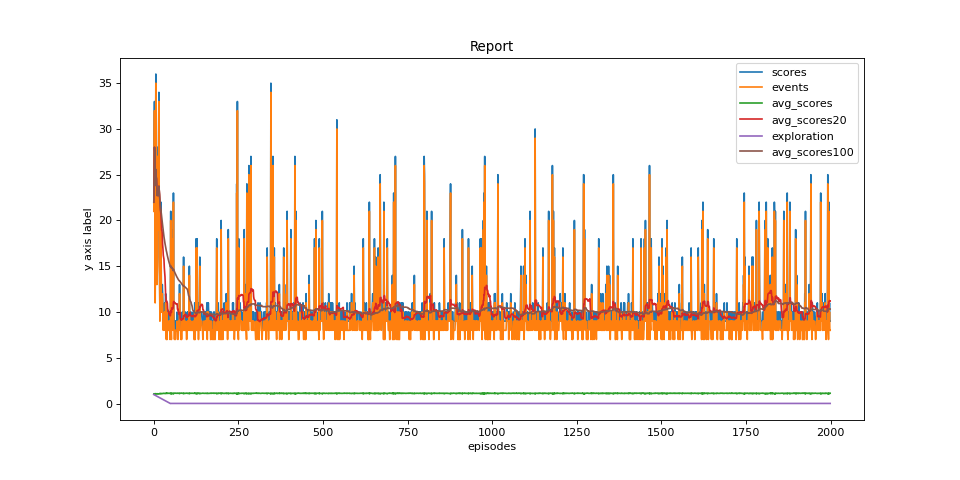 Report
y axis label
35
30
25
20
15
10
5
0
scores
events
avg_scores
avg_scores20
exploration
avg_scores100
0 250 500 750 1000 1250 1500 1750 2000
episodes